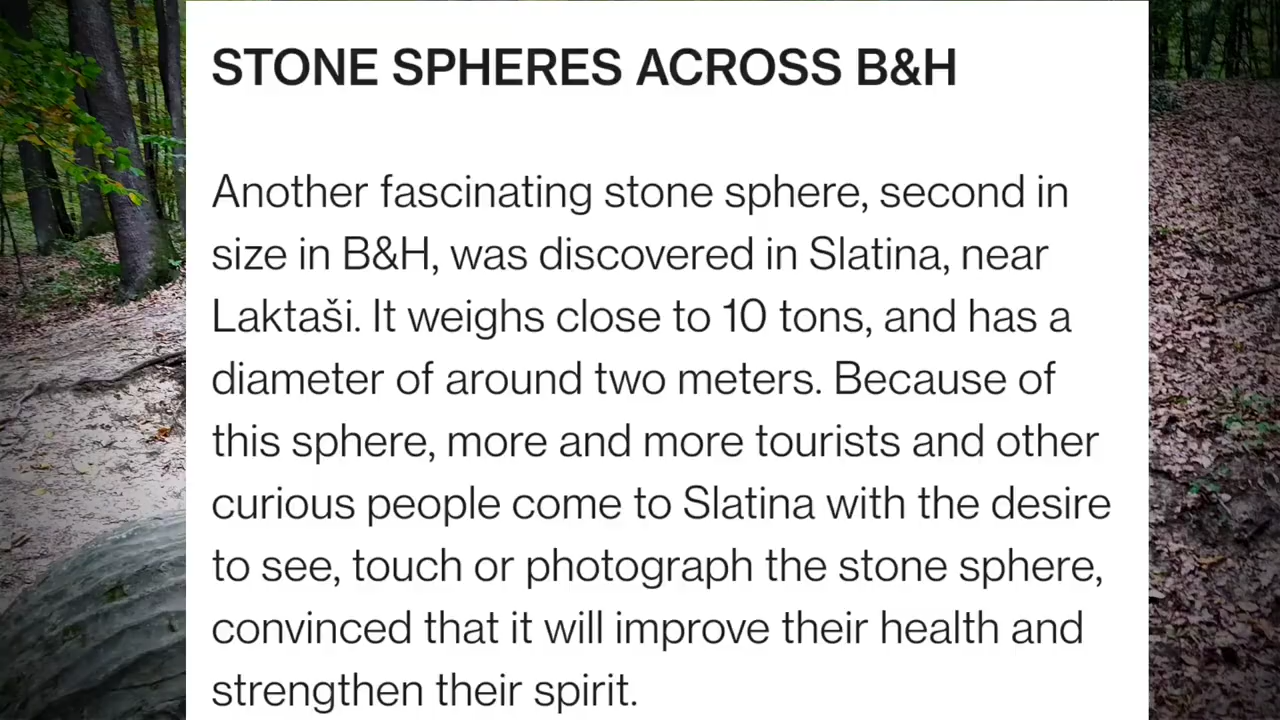 STONE SPHERES ACROSS B&H
Another fascinating stone sphere, second in
size in B&H, was discovered in Slatina, near
Laktaši. It weighs close to 10 tons, and has a
diameter of around two meters. Because of
this sphere, more and more tourists and other
curious people come to Slatina with the desire
to see, touch or photograph the stone sphere,
convinced that it will improve their health and
strengthen their spirit.